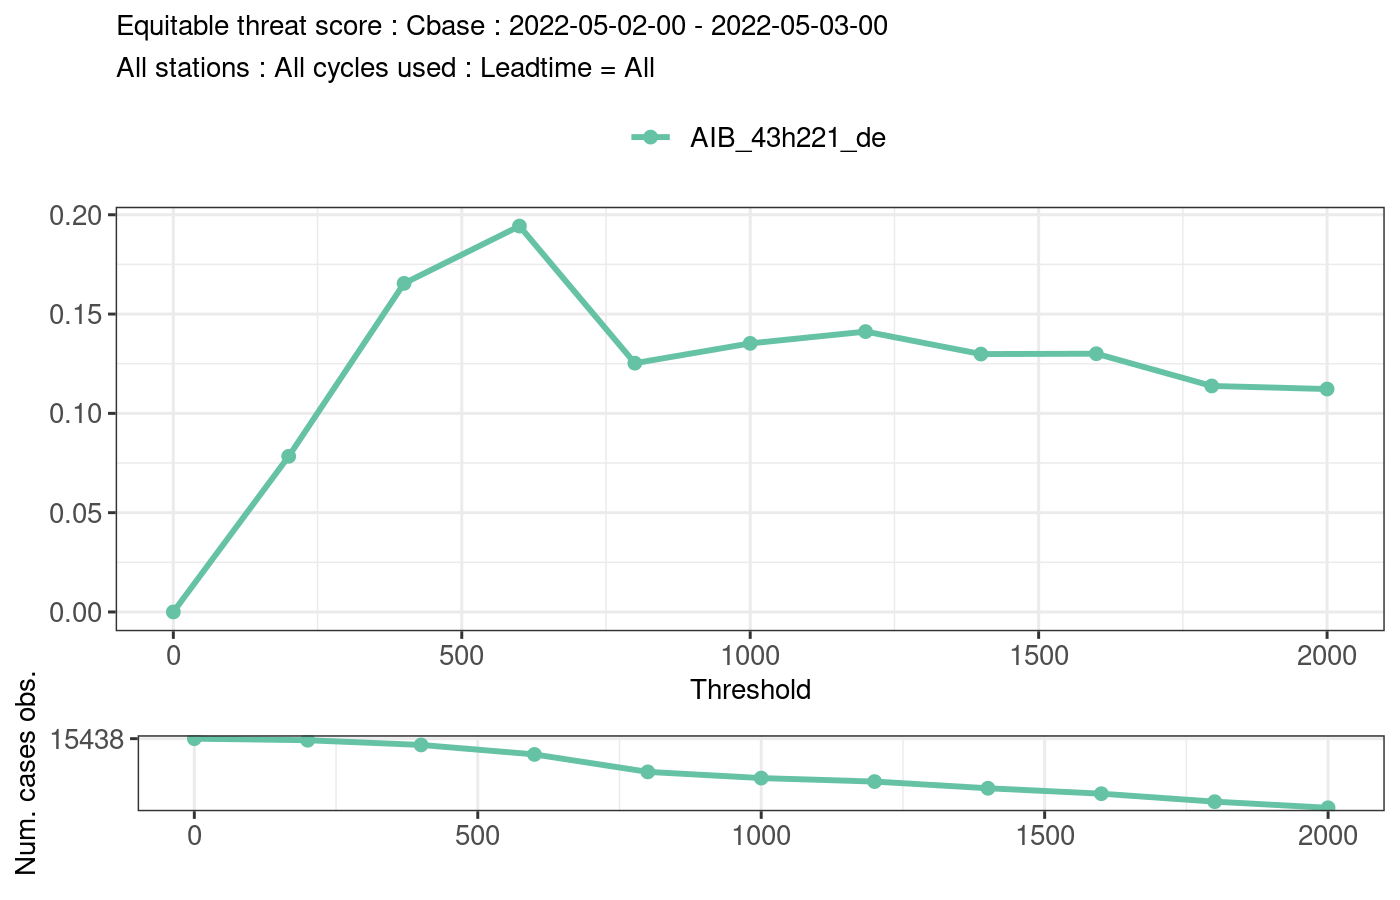 Equitable threat score : Cbase : 2022-05-02-00 - 2022-05-03-00
All stations : All cycles used : Leadtime = All
AIB_43h221_de
0.20
0.15
0.10
0.05
0.00
0 500 1000 1500 2000
Threshold
Num. cases obs.
15438
0 500 1000 1500 2000